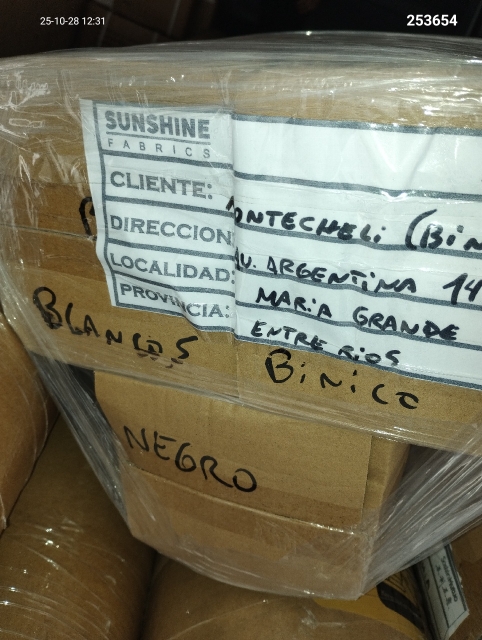 25-10-28 12:31
253654
SUNSHINE
FABRICS
CLIENTE: MONTECHELI (BIN
DIRECCION: AV. ARGENTINA 14
LOCALIDAD: MARIA GRANDE
PROVINCIA: ENTRE RIOS
BLANCOS
BINICO
NEGRO